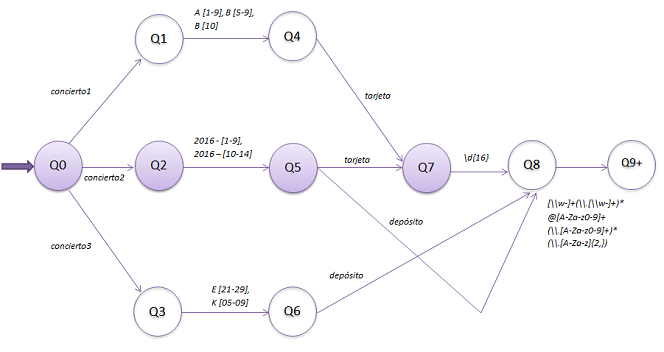 A [1-9], B [5-9],
B [10]
Q1
Q4
concierto1
tarjeta
2016 - [1-9],
2016 – [10-14]
Q0
Q2
Q5
tarjeta
Q7
\d{16}
Q8
Q9+
concierto2
[\\w-]+(\\.[\\w-]+)*
@[A-Za-z0-9]+
(\\.[A-Za-z0-9]+)*
(\\.[A-Za-z]{2,})
depósito
concierto3
depósito
E [21-29],
K [05-09]
Q3
Q6